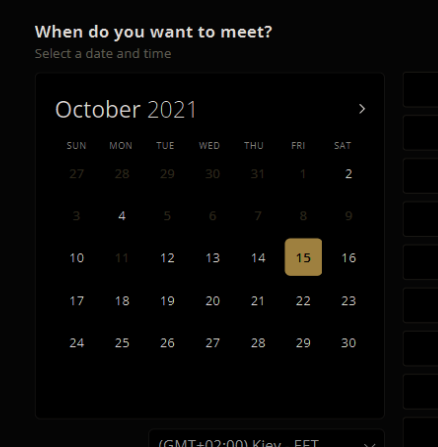 When do you want to meet?
Select a date and time
October 2021
SUN MON TUE WED THU FRI SAT
27 28 29 30 31 1 2
3 4 5 6 7 8 9
10 11 12 13 14 15 16
17 18 19 20 21 22 23
24 25 26 27 28 29 30
(GMT+02:00) Kiev EET